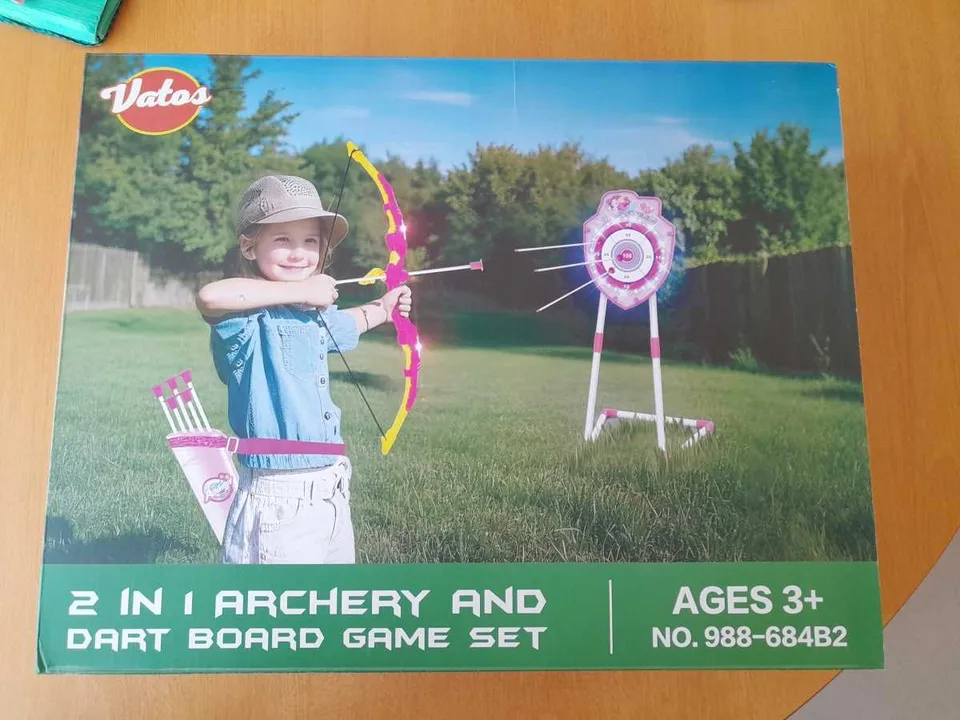 Vatos
2 IN 1 ARCHERY AND
DART BOARD GAME SET
AGES 3+
NO. 988-684B2